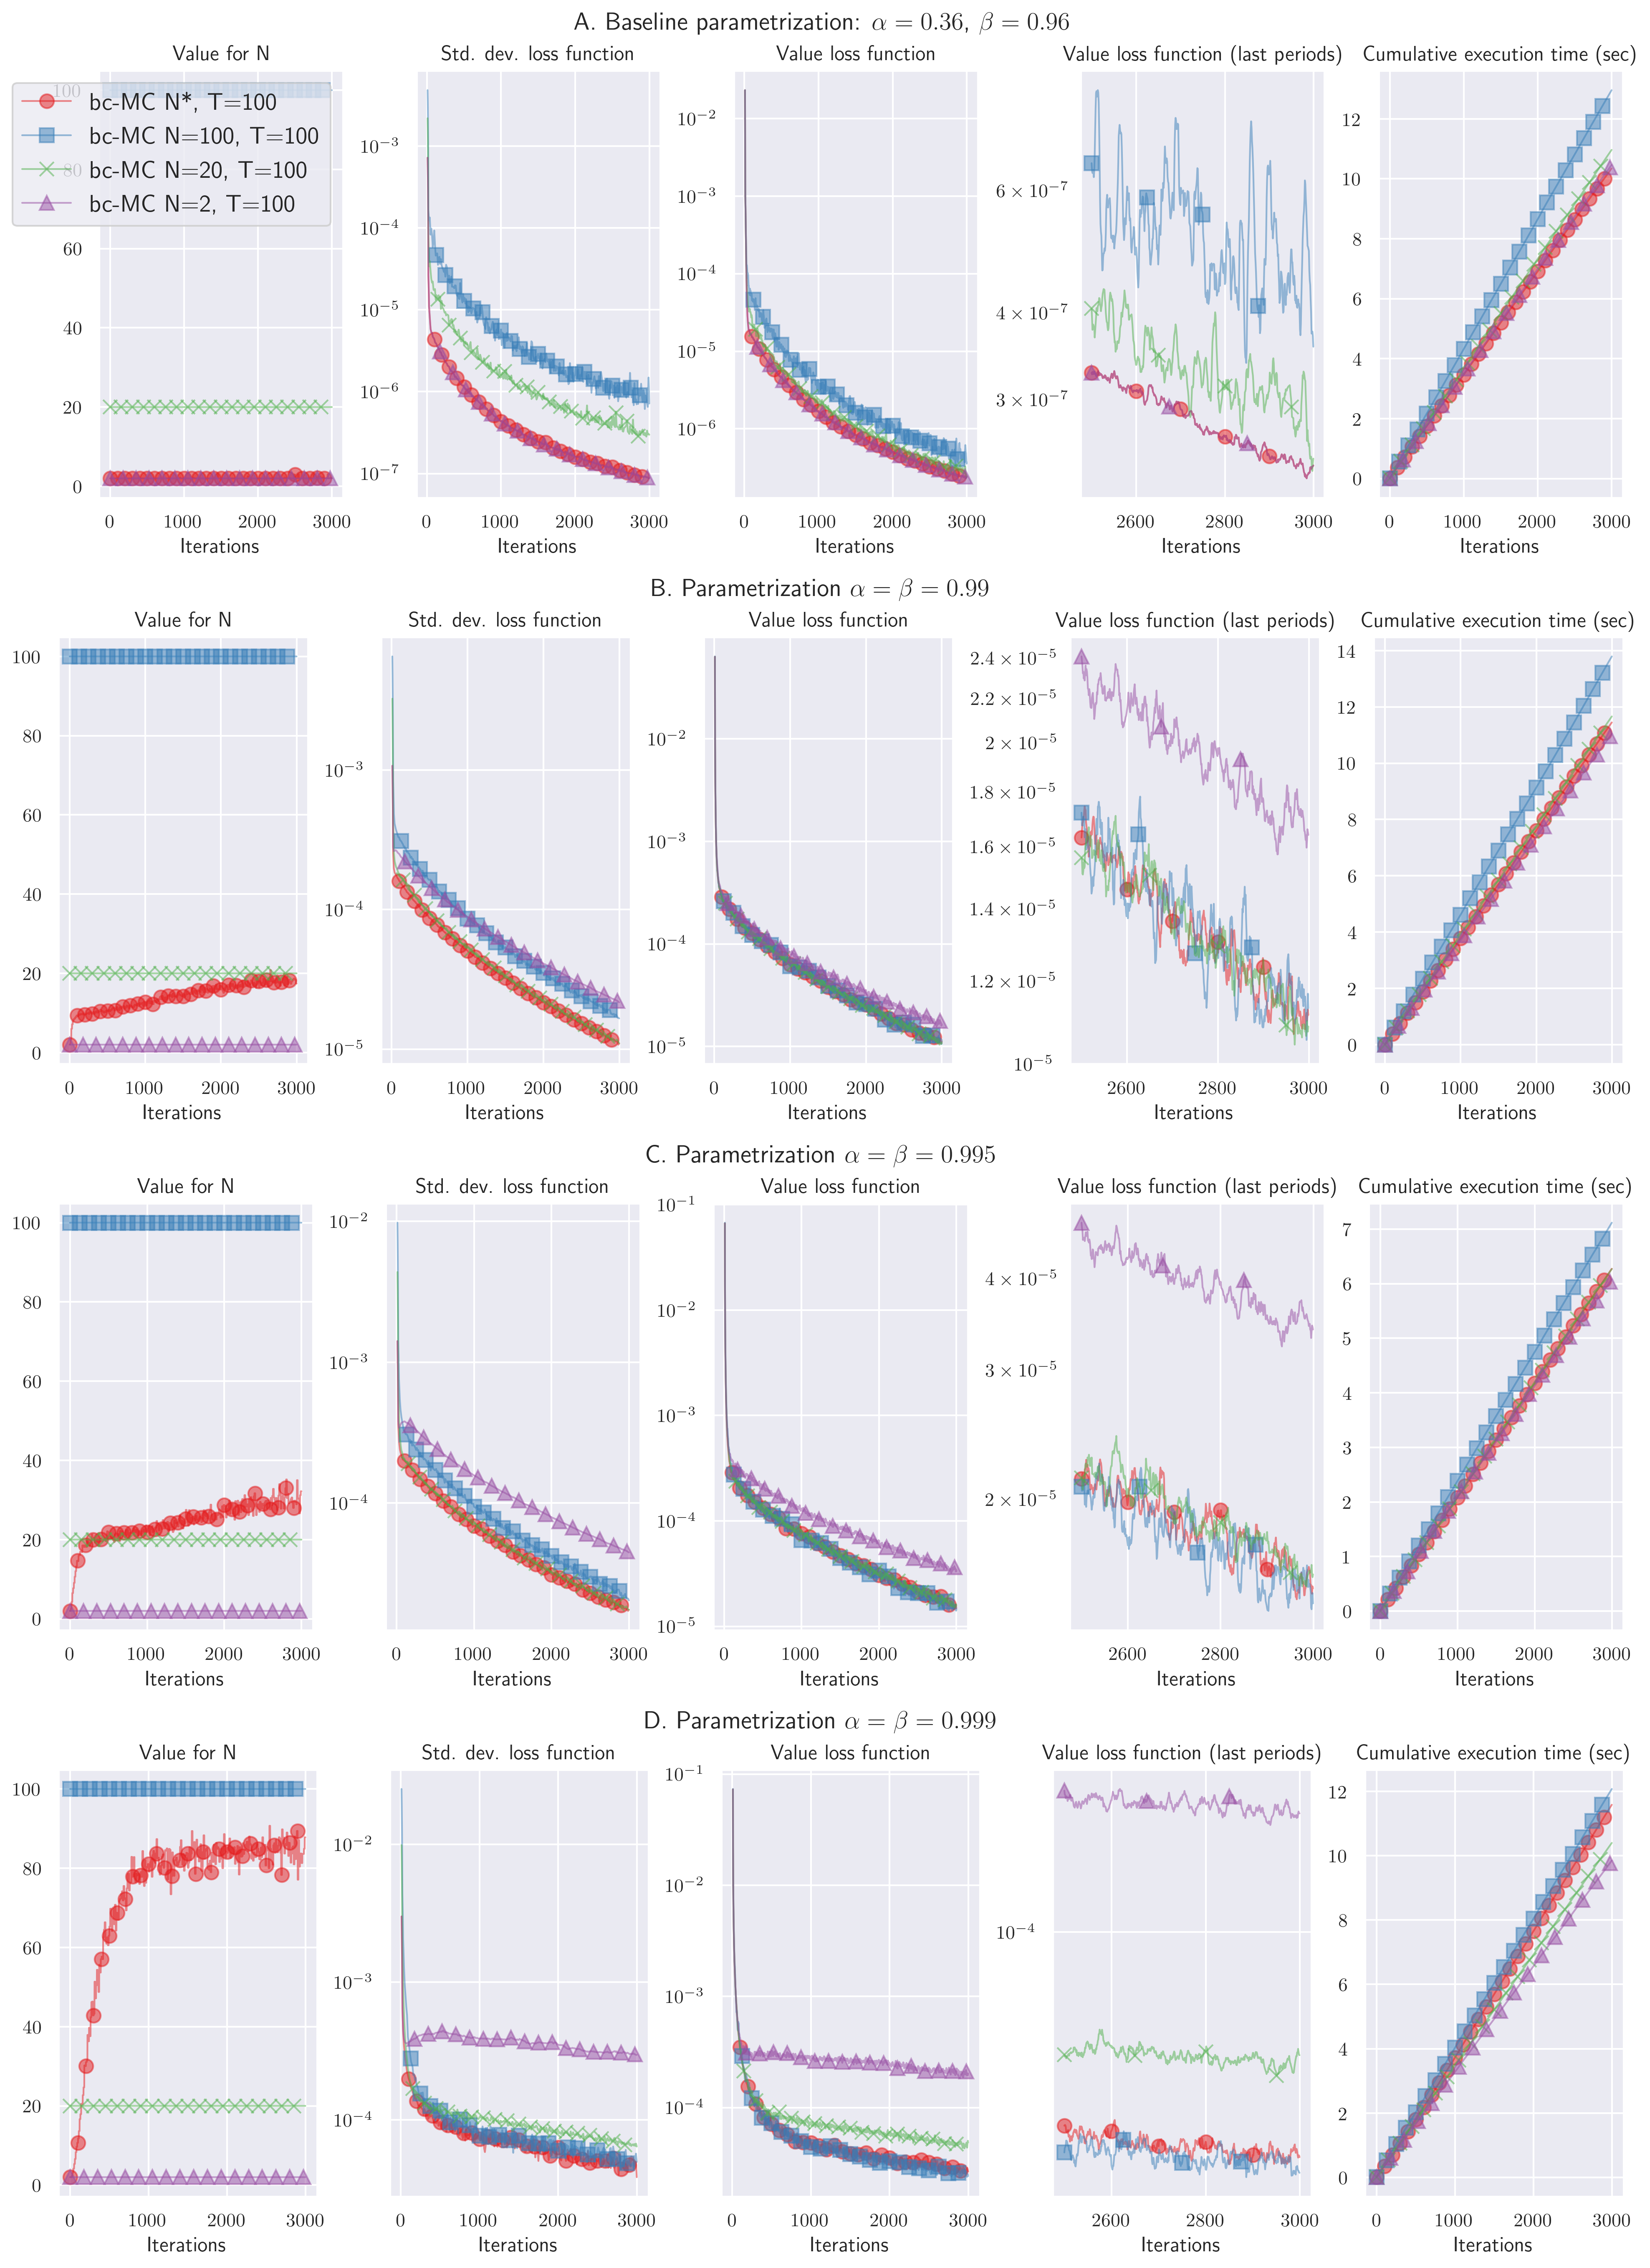 A. Baseline parametrization: α = 0.36, β = 0.96
Value for N
Std. dev. loss function
Value loss function
Value loss function (last periods)
Cumulative execution time (sec)
bc-MC N*, T=100
bc-MC N=100, T=100
bc-MC N=20, T=100
bc-MC N=2, T=100
100
80
60
40
20
0
0 1000 2000 3000
Iterations
10⁻³
10⁻⁴
10⁻⁵
10⁻⁶
10⁻⁷
0 1000 2000 3000
Iterations
10⁻²
10⁻³
10⁻⁴
10⁻⁵
10⁻⁶
0 1000 2000 3000
Iterations
6 × 10⁻⁷
4 × 10⁻⁷
3 × 10⁻⁷
2600 2800 3000
Iterations
12
10
8
6
4
2
0
0 1000 2000 3000
Iterations
B. Parametrization α = β = 0.99
Value for N
Std. dev. loss function
Value loss function
Value loss function (last periods)
Cumulative execution time (sec)
100
80
60
40
20
0
0 1000 2000 3000
Iterations
10⁻³
10⁻⁴
10⁻⁵
0 1000 2000 3000
Iterations
10⁻²
10⁻³
10⁻⁴
10⁻⁵
0 1000 2000 3000
Iterations
2.4 × 10⁻⁵
2.2 × 10⁻⁵
2 × 10⁻⁵
1.8 × 10⁻⁵
1.6 × 10⁻⁵
1.4 × 10⁻⁵
1.2 × 10⁻⁵
10⁻⁵
2600 2800 3000
Iterations
14
12
10
8
6
4
2
0
0 1000 2000 3000
Iterations
C. Parametrization α = β = 0.995
Value for N
Std. dev. loss function
Value loss function
Value loss function (last periods)
Cumulative execution time (sec)
100
80
60
40
20
0
0 1000 2000 3000
Iterations
10⁻²
10⁻³
10⁻⁴
0 1000 2000 3000
Iterations
10⁻¹
10⁻²
10⁻³
10⁻⁴
10⁻⁵
0 1000 2000 3000
Iterations
4 × 10⁻⁵
3 × 10⁻⁵
2 × 10⁻⁵
2600 2800 3000
Iterations
7
6
5
4
3
2
1
0
0 1000 2000 3000
Iterations
D. Parametrization α = β = 0.999
Value for N
Std. dev. loss function
Value loss function
Value loss function (last periods)
Cumulative execution time (sec)
100
80
60
40
20
0
0 1000 2000 3000
Iterations
10⁻²
10⁻³
10⁻⁴
0 1000 2000 3000
Iterations
10⁻¹
10⁻²
10⁻³
10⁻⁴
0 1000 2000 3000
Iterations
10⁻⁴
2600 2800 3000
Iterations
12
10
8
6
4
2
0
0 1000 2000 3000
Iterations